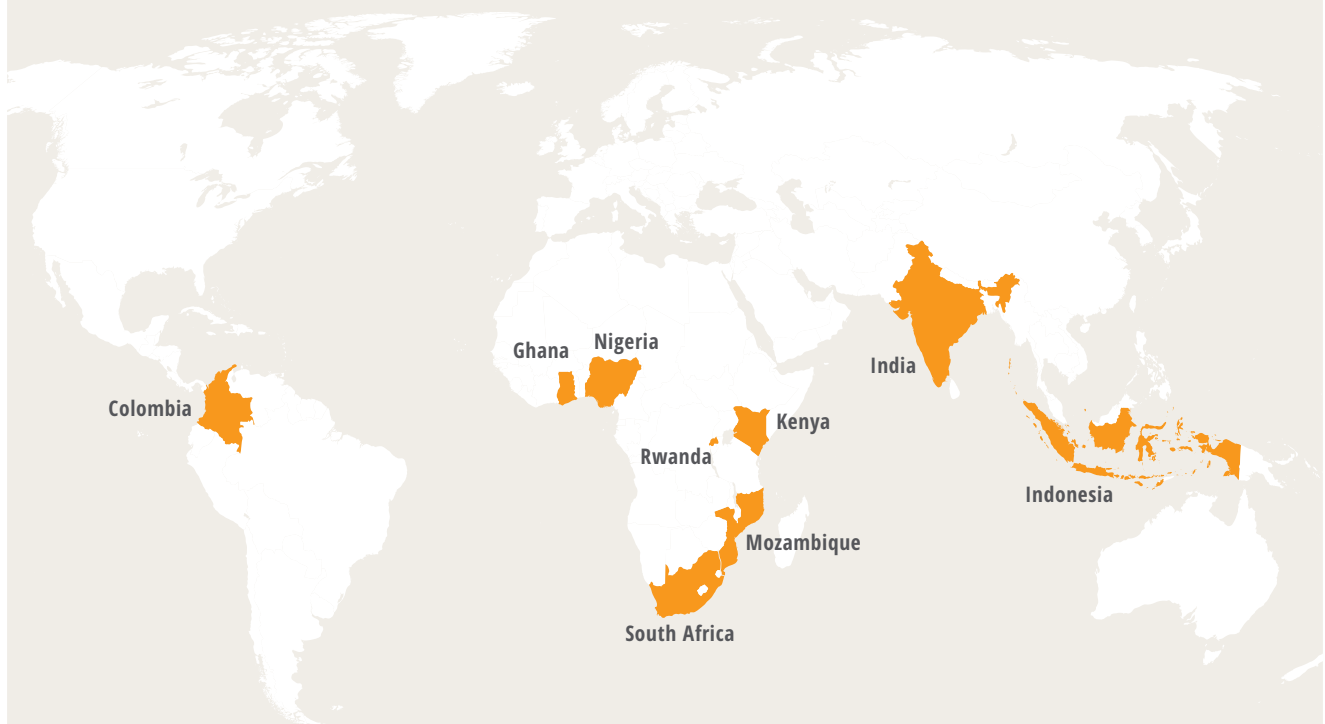 Nigeria
Ghana
India
Colombia
Kenya
Rwanda
Indonesia
Mozambique
South Africa